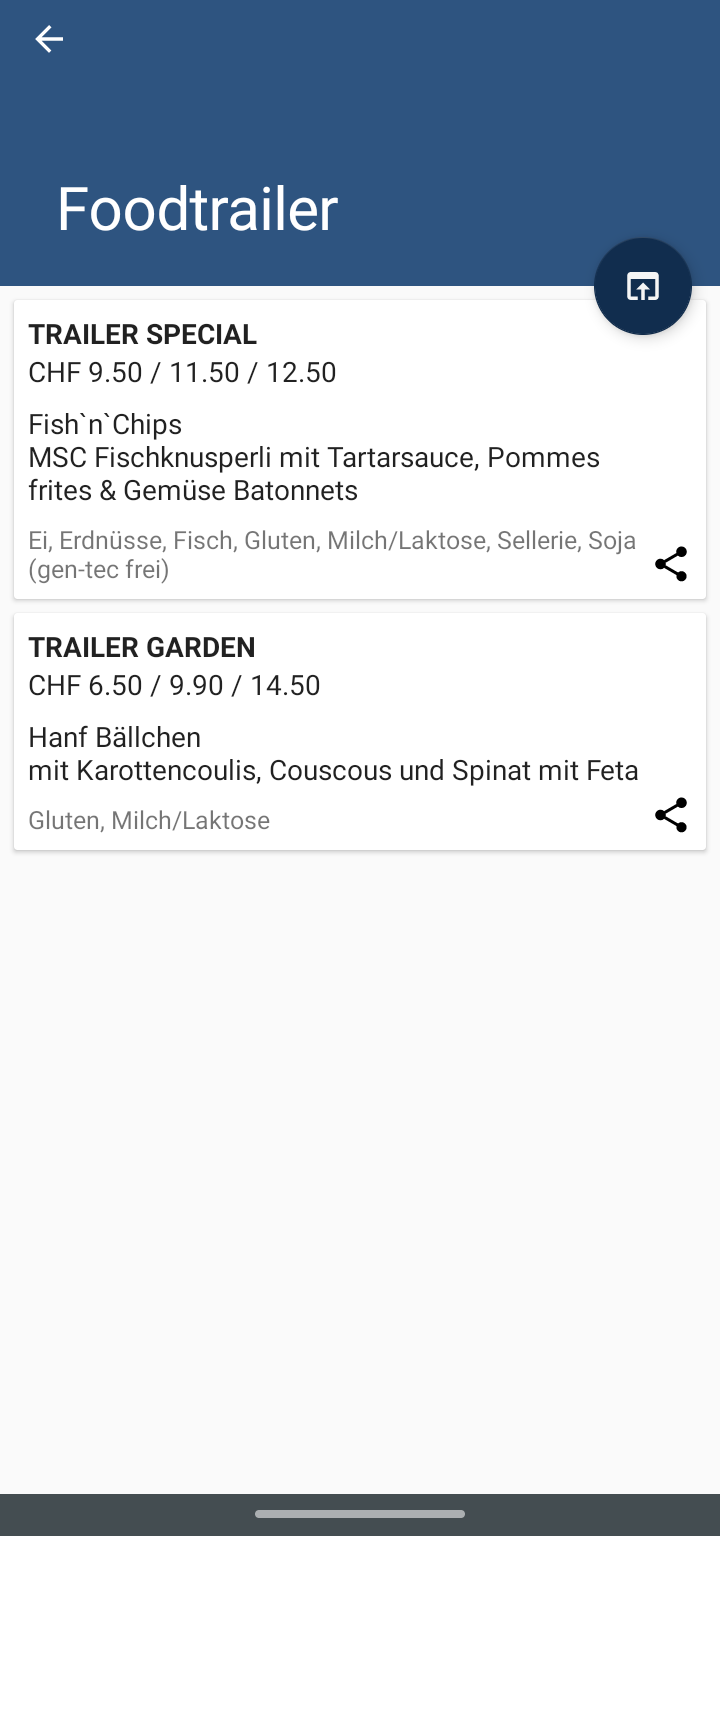 Foodtrailer
TRAILER SPECIAL
CHF 9.50 / 11.50 / 12.50
Fish`n`Chips
MSC Fischknusperli mit Tartarsauce, Pommes
frites & Gemüse Batonnets
Ei, Erdnüsse, Fisch, Gluten, Milch/Laktose, Sellerie, Soja
(gen-tec frei)
TRAILER GARDEN
CHF 6.50 / 9.90 / 14.50
Hanf Bällchen
mit Karottencoulis, Couscous und Spinat mit Feta
Gluten, Milch/Laktose